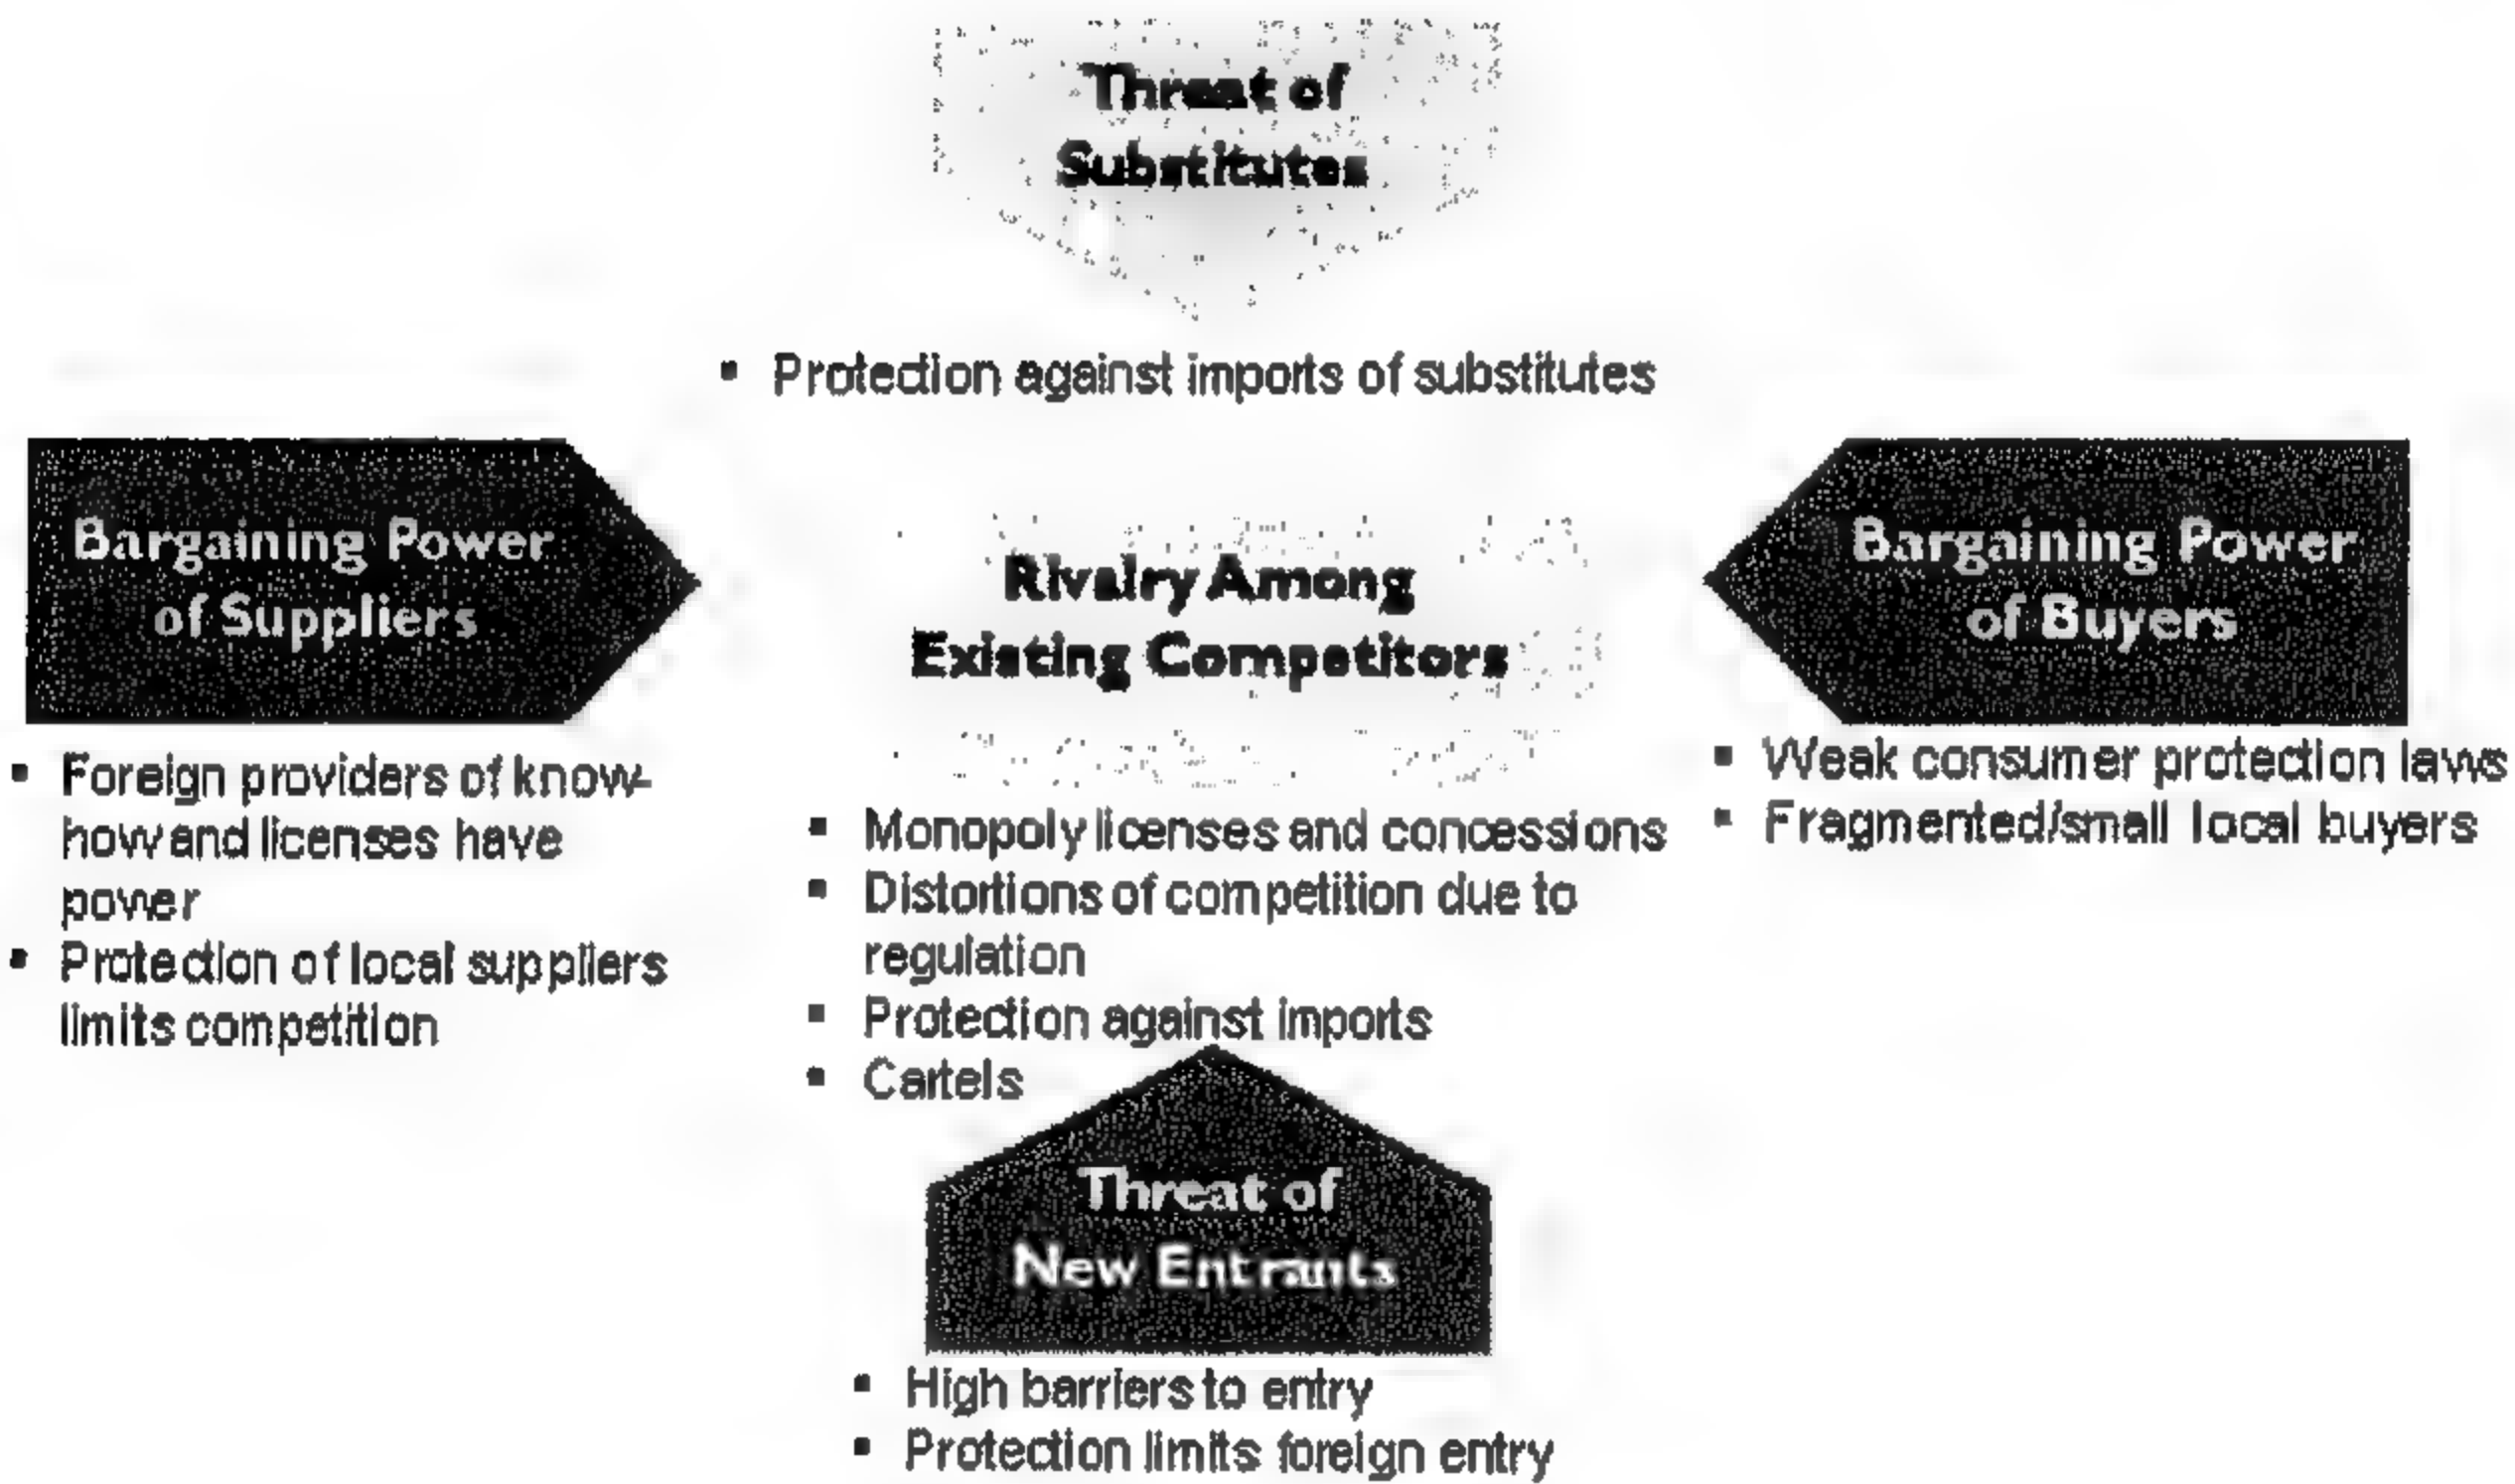 Threat of
Substitutes
▪ Protection against imports of substitutes
Bargaining Power
of Suppliers
▪ Foreign providers of know-
how and licenses have
power
▪ Protection of local suppliers
limits competition
Rivalry Among
Existing Competitors
▪ Monopoly licenses and concessions
▪ Distortions of competition due to
regulation
▪ Protection against imports
▪ Cartels
Bargaining Power
of Buyers
▪ Weak consumer protection laws
▪ Fragmented/small local buyers
Threat of
New Entrants
▪ High barriers to entry
▪ Protection limits foreign entry